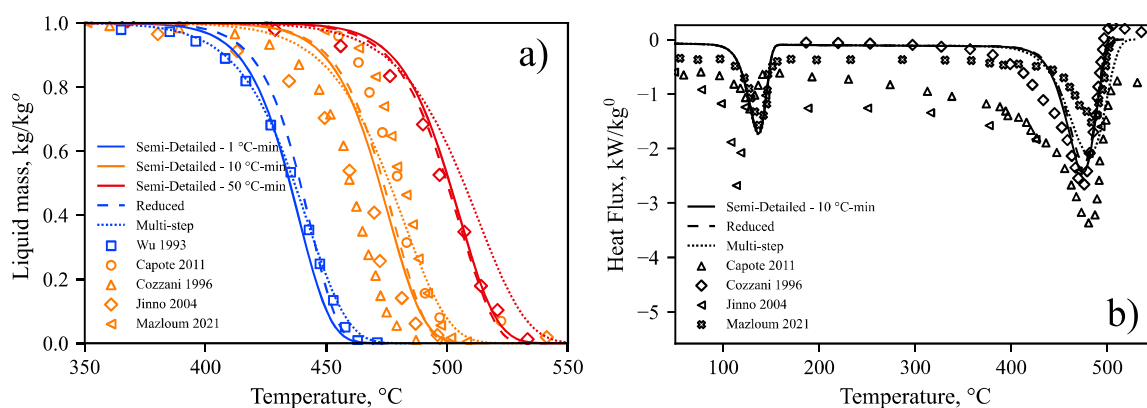 a)
Liquid mass, kg/kg⁰
1.0
0.8
0.6
0.4
0.2
0.0
Semi-Detailed - 1 °C-min
Semi-Detailed - 10 °C-min
Semi-Detailed - 50 °C-min
Reduced
Multi-step
Wu 1993
Capote 2011
Cozzani 1996
Jinno 2004
Mazloum 2021
350 400 450 500 550
Temperature, °C
b)
Heat Flux, kW/kg⁰
0
−1
−2
−3
−4
−5
Semi-Detailed - 10 °C-min
Reduced
Multi-step
Capote 2011
Cozzani 1996
Jinno 2004
Mazloum 2021
100 200 300 400 500
Temperature, °C